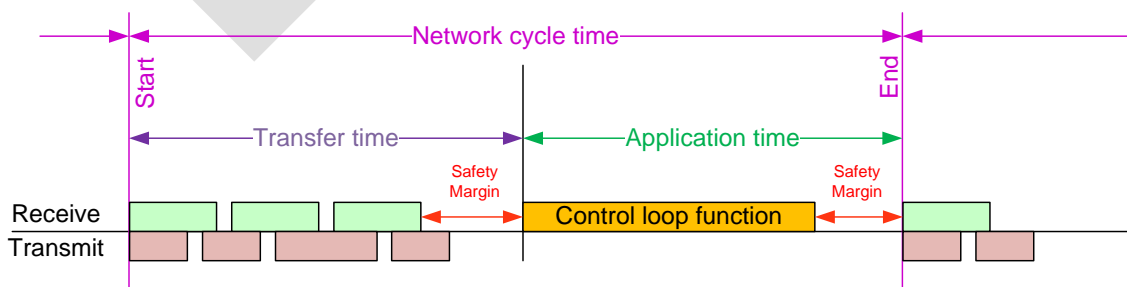 Network cycle time
Start
End
Transfer time
Application time
Safety
Margin
Safety
Margin
Receive
Control loop function
Transmit